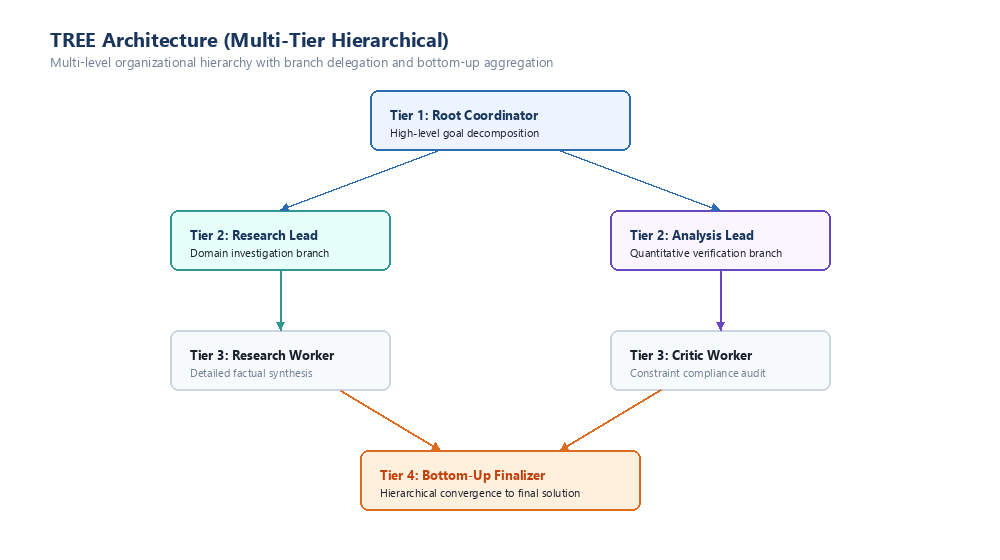 TREE Architecture (Multi-Tier Hierarchical)
Multi-level organizational hierarchy with branch delegation and bottom-up aggregation
Tier 1: Root Coordinator
High-level goal decomposition
Tier 2: Research Lead
Domain investigation branch
Tier 2: Analysis Lead
Quantitative verification branch
Tier 3: Research Worker
Detailed factual synthesis
Tier 3: Critic Worker
Constraint compliance audit
Tier 4: Bottom-Up Finalizer
Hierarchical convergence to final solution